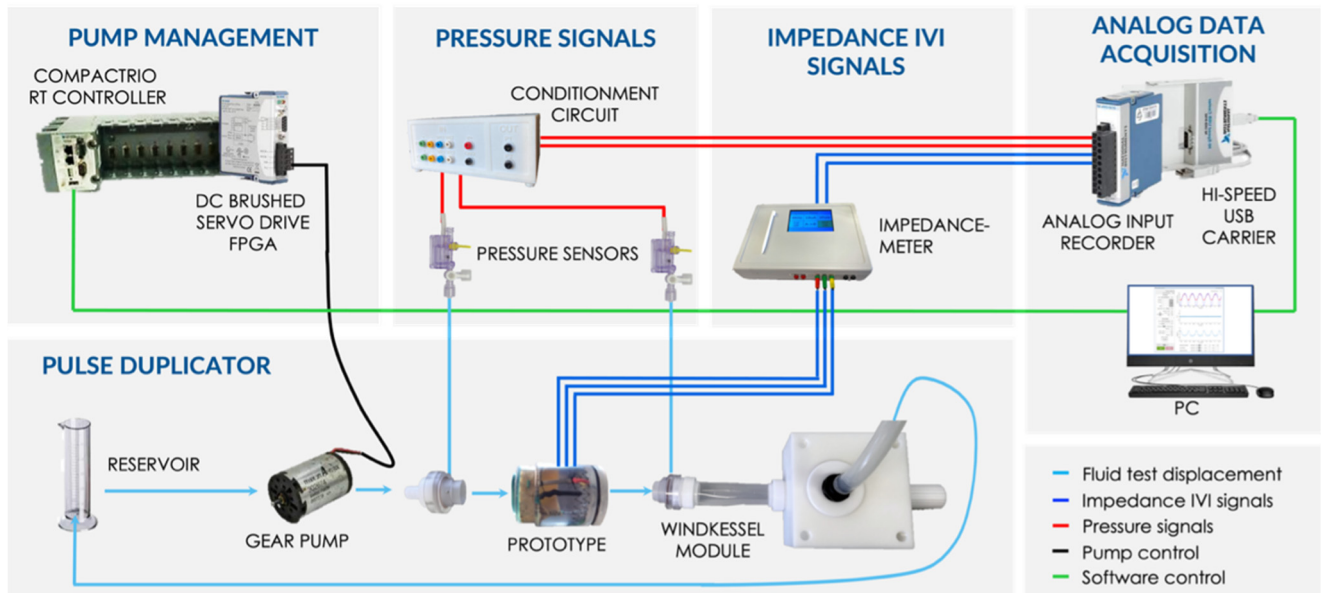 PUMP MANAGEMENT
COMPACTRIO
RT CONTROLLER
DC BRUSHED
SERVO DRIVE
FPGA
PRESSURE SIGNALS
CONDITIONMENT
CIRCUIT
PRESSURE SENSORS
IMPEDANCE IVI
SIGNALS
IMPEDANCE-
METER
ANALOG DATA
ACQUISITION
ANALOG INPUT
RECORDER
HI-SPEED
USB
CARRIER
PC
PULSE DUPLICATOR
RESERVOIR
GEAR PUMP
PROTOTYPE
WINDKESSEL
MODULE
Fluid test displacement
Impedance IVI signals
Pressure signals
Pump control
Software control